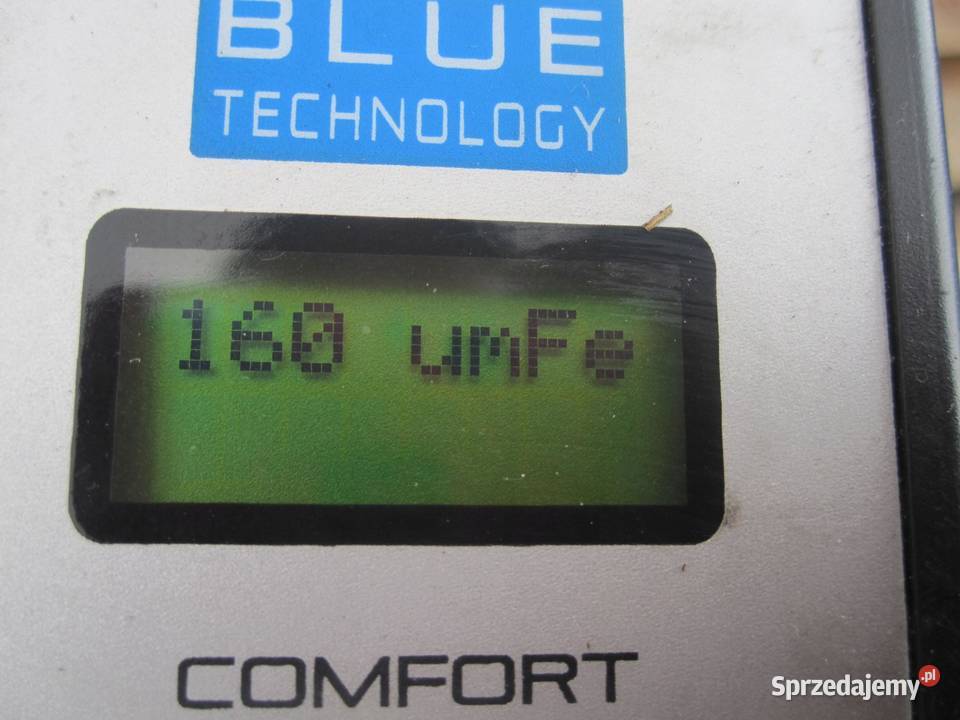 BLUE
TECHNOLOGY
160 umFe
COMFORT
Sprzedajemy.pl